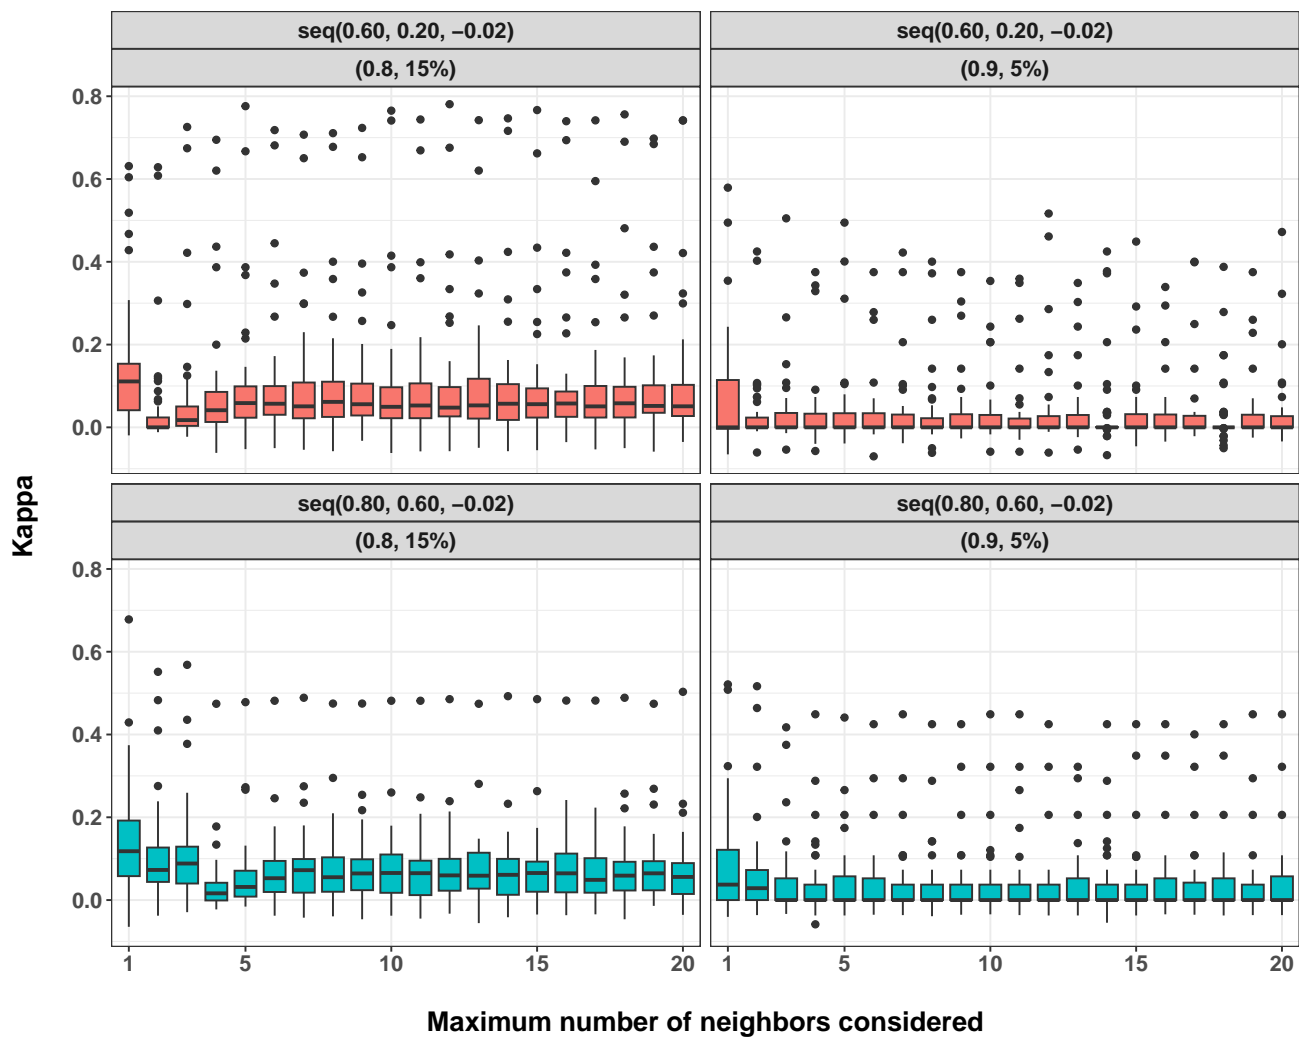 seq(0.60, 0.20, −0.02)
seq(0.60, 0.20, −0.02)
(0.8, 15%)
(0.9, 5%)
0.8
0.6
0.4
0.2
0.0
seq(0.80, 0.60, −0.02)
seq(0.80, 0.60, −0.02)
(0.8, 15%)
(0.9, 5%)
0.8
0.6
0.4
0.2
0.0
Kappa
1 5 10 15 20
1 5 10 15 20
Maximum number of neighbors considered